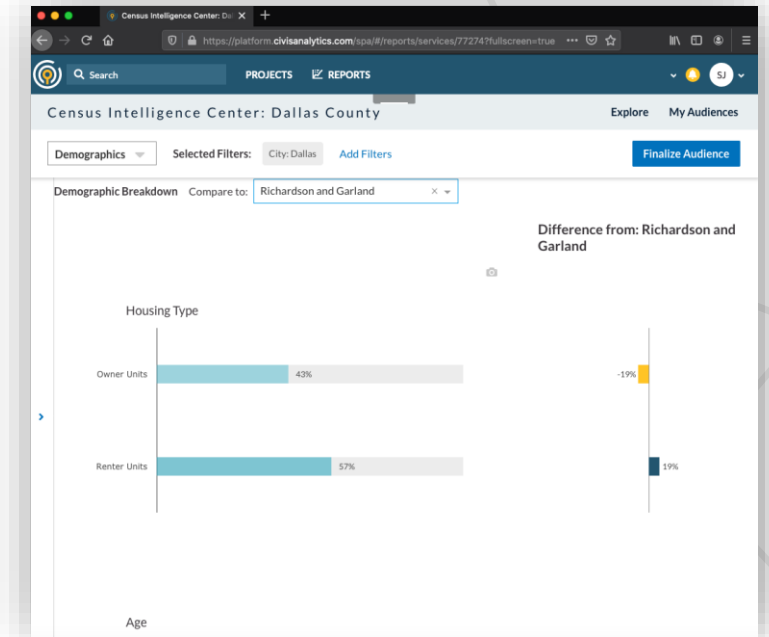 Census Intelligence Center: Dal
https://platform.civisanalytics.com/spa/#/reports/services/77274?fullscreen=true
Search PROJECTS REPORTS SJ
Census Intelligence Center: Dallas County Explore My Audiences
Demographics Selected Filters: City: Dallas Add Filters Finalize Audience
Demographic Breakdown Compare to: Richardson and Garland
Difference from: Richardson and
Garland
Housing Type
Owner Units 43% -19%
Renter Units 57% 19%
Age